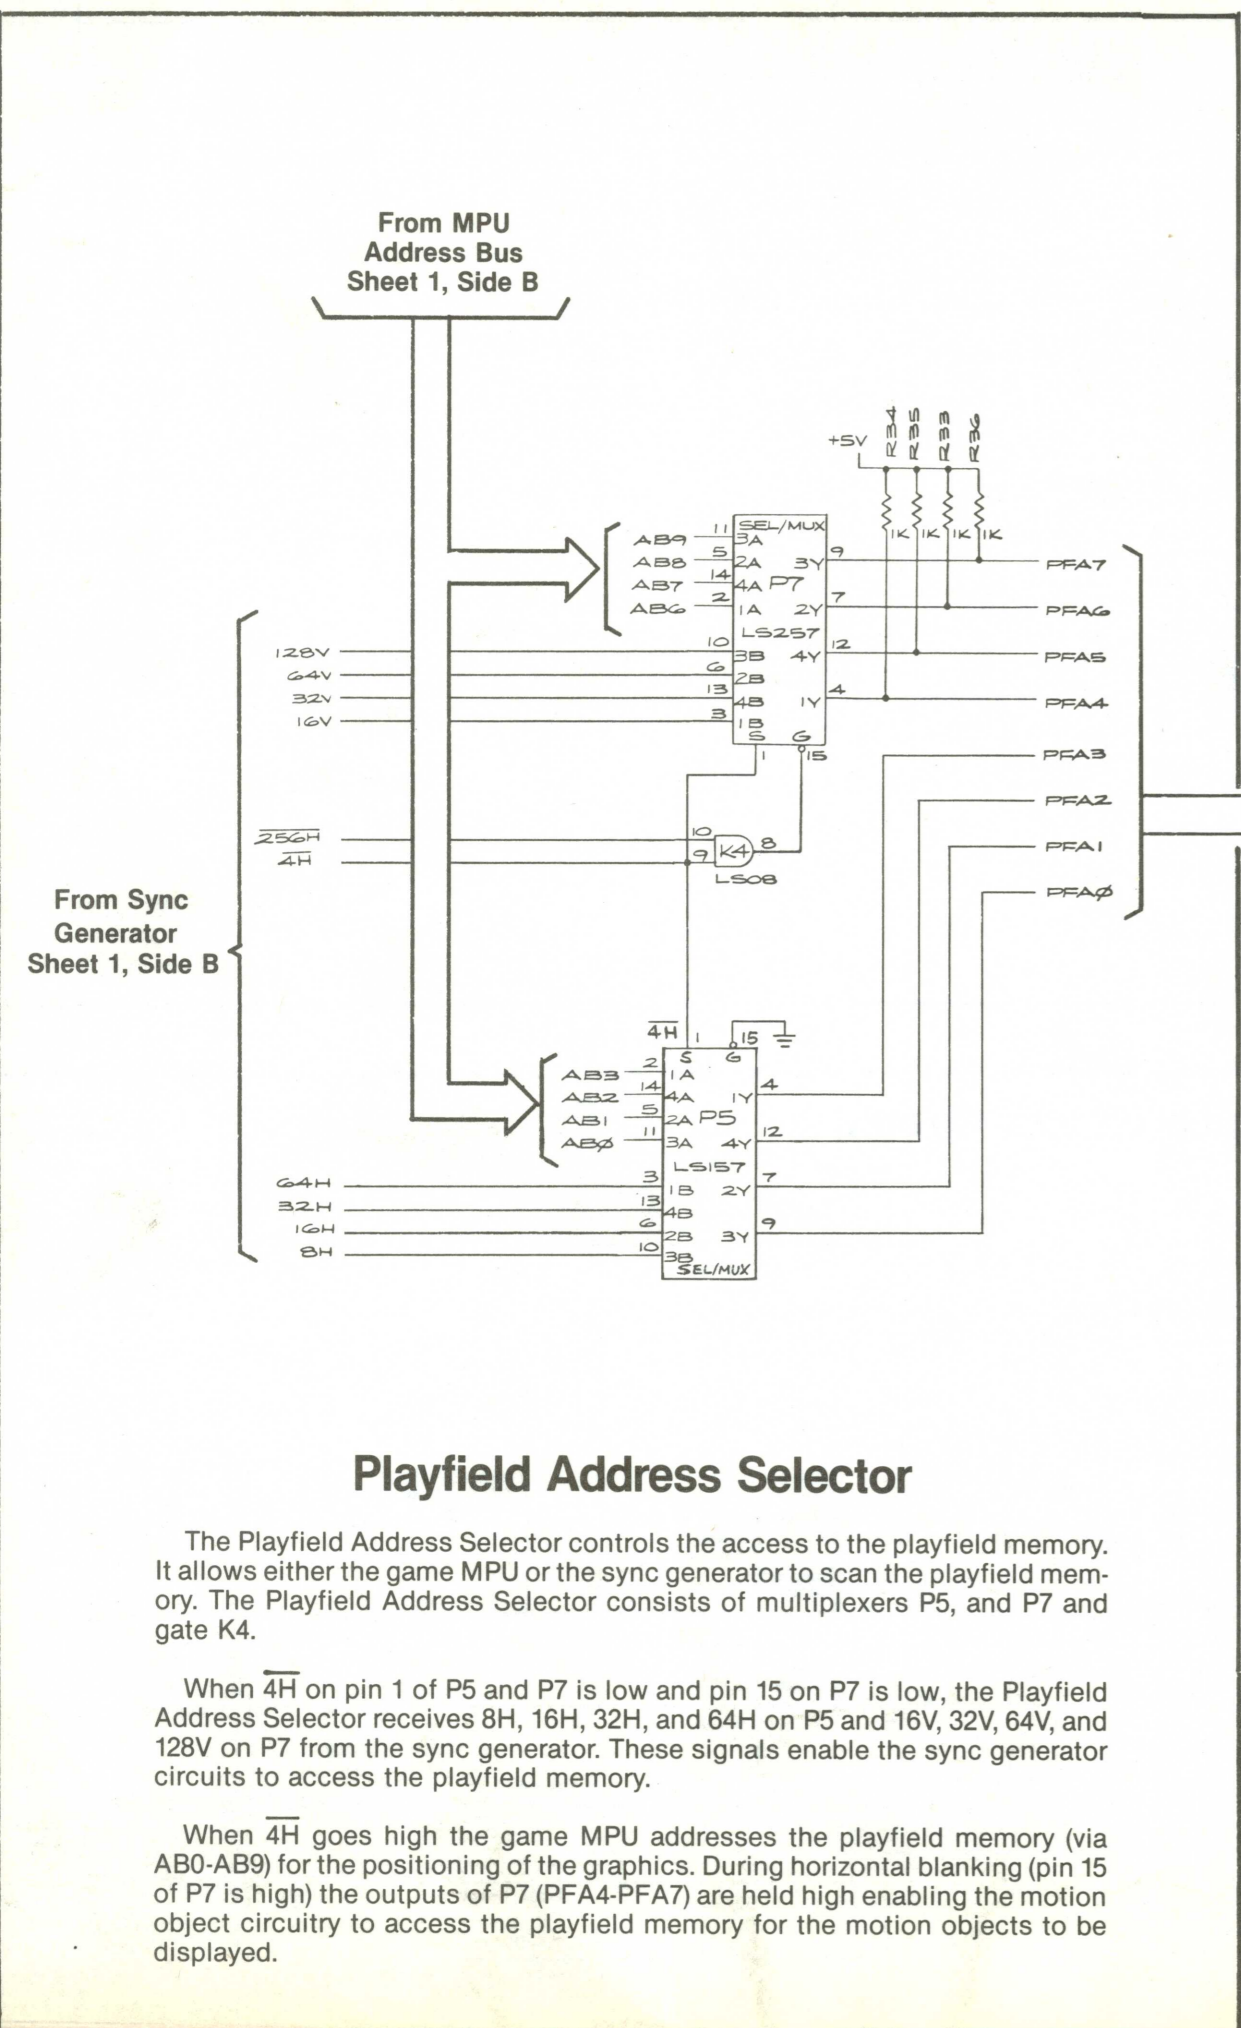 From MPU
Address Bus
Sheet 1, Side B
+5V
R34
R35
R33
R36
1K
1K
1K
1K
AB9 11 3A
AB8 5 2A
AB7 14 4A
AB6 2 1A
SEL/MUX
P7
LS257
3Y 9 PFA7
2Y 7 PFA6
4Y 12 PFA5
1Y 4 PFA4
128V 10 3B
64V 6 2B
32V 13 4B
16V 3 1B
S G
1 15
PFA3
PFA2
PFA1
PFA0
256H 10
4H 9
K4 8
LS08
From Sync
Generator
Sheet 1, Side B
4H 1 15
S G
AB3 2 1A
AB2 14 4A
AB1 5 2A
AB0 11 3A
P5
LS157
1Y 4
4Y 12
2Y 7
3Y 9
64H 3 1B
32H 13 4B
16H 6 2B
8H 10 3B
SEL/MUX
Playfield Address Selector
The Playfield Address Selector controls the access to the playfield memory.
It allows either the game MPU or the sync generator to scan the playfield mem-
ory. The Playfield Address Selector consists of multiplexers P5, and P7 and
gate K4.
When 4H on pin 1 of P5 and P7 is low and pin 15 on P7 is low, the Playfield
Address Selector receives 8H, 16H, 32H, and 64H on P5 and 16V, 32V, 64V, and
128V on P7 from the sync generator. These signals enable the sync generator
circuits to access the playfield memory.
When 4H goes high the game MPU addresses the playfield memory (via
AB0-AB9) for the positioning of the graphics. During horizontal blanking (pin 15
of P7 is high) the outputs of P7 (PFA4-PFA7) are held high enabling the motion
object circuitry to access the playfield memory for the motion objects to be
displayed.